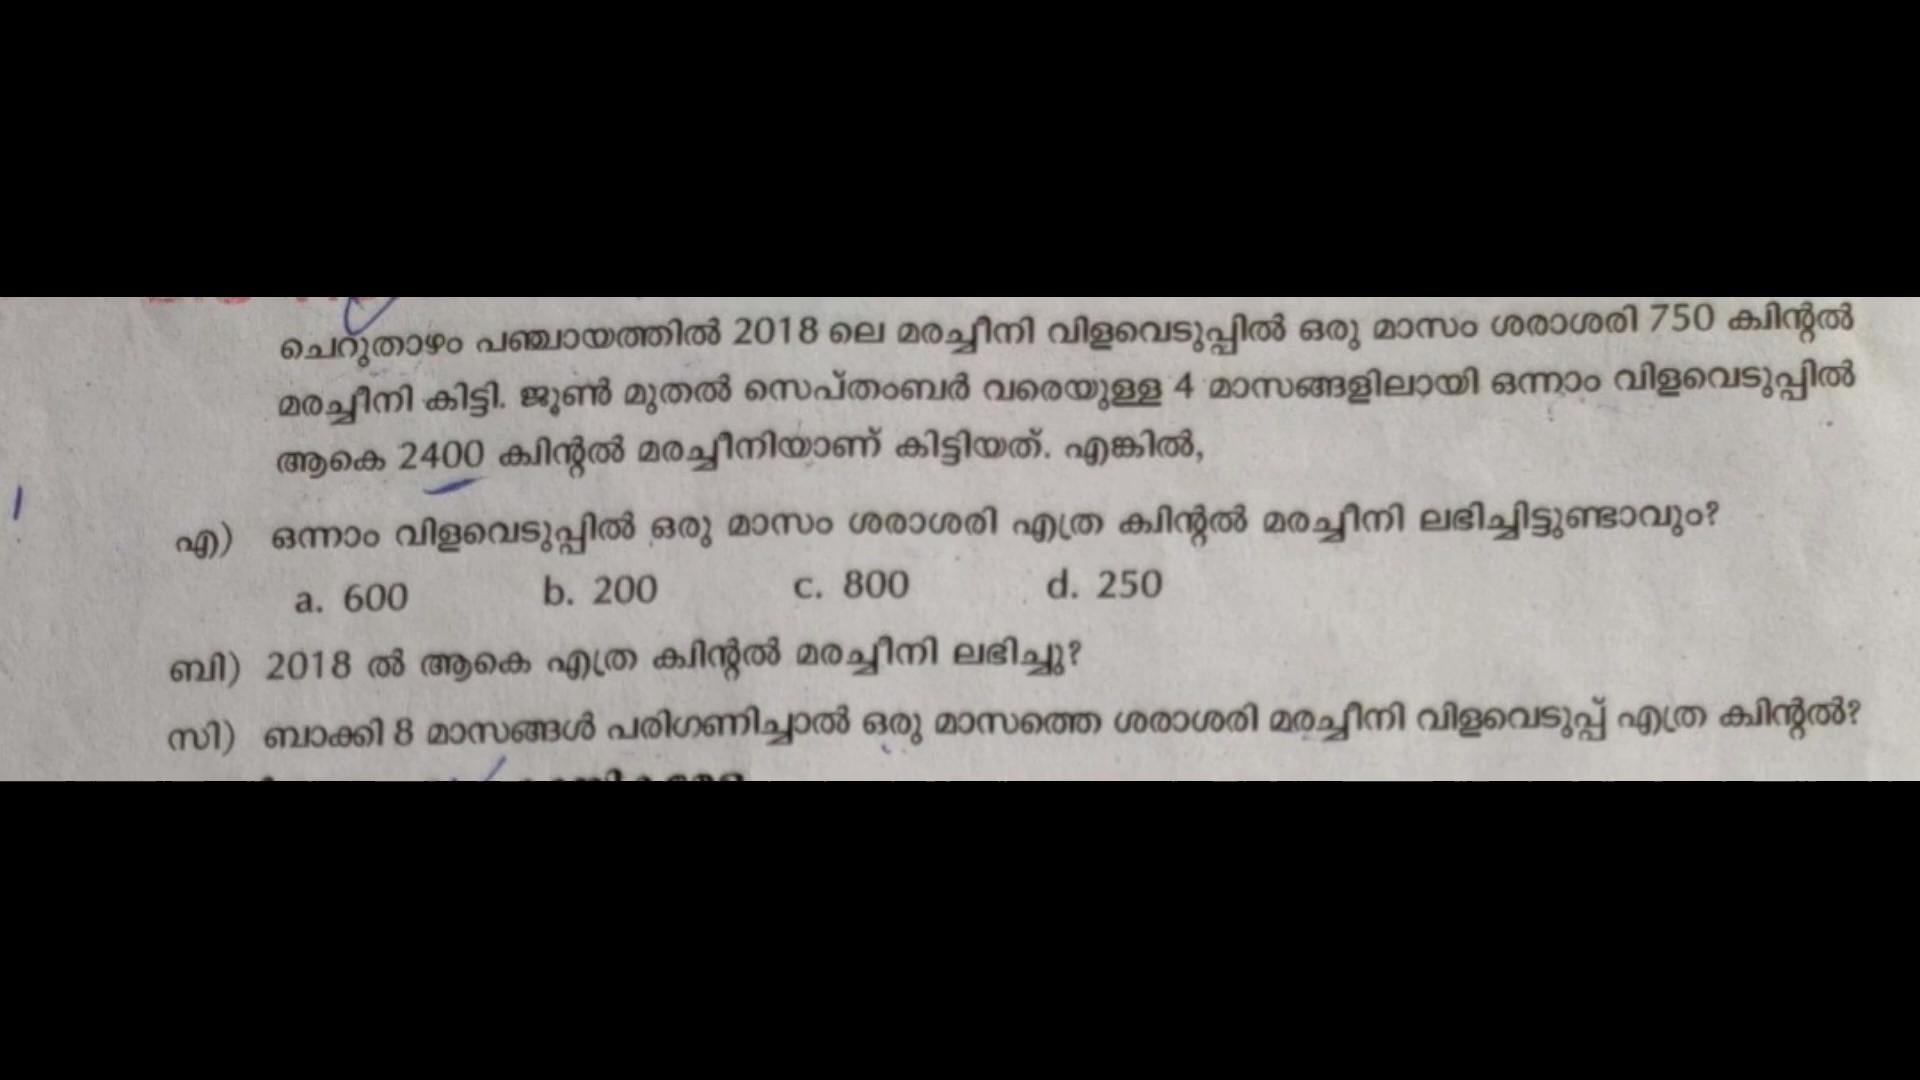 ചെറുതാഴം പഞ്ചായത്തിൽ 2018 ലെ മരച്ചീനി വിളവെടുപ്പിൽ ഒരു മാസം ശരാശരി 750 ക്വിന്റൽ
മരച്ചീനി കിട്ടി. ജൂൺ മുതൽ സെപ്തംബർ വരെയുള്ള 4 മാസങ്ങളിലായി ഒന്നാം വിളവെടുപ്പിൽ
ആകെ 2400 ക്വിന്റൽ മരച്ചീനിയാണ് കിട്ടിയത്. എങ്കിൽ,
എ) ഒന്നാം വിളവെടുപ്പിൽ ഒരു മാസം ശരാശരി എത്ര ക്വിന്റൽ മരച്ചീനി ലഭിച്ചിട്ടുണ്ടാവും?
a. 600 b. 200 c. 800 d. 250
ബി) 2018 ൽ ആകെ എത്ര ക്വിന്റൽ മരച്ചീനി ലഭിച്ചു?
സി) ബാക്കി 8 മാസങ്ങൾ പരിഗണിച്ചാൽ ഒരു മാസത്തെ ശരാശരി മരച്ചീനി വിളവെടുപ്പ് എത്ര ക്വിന്റൽ?